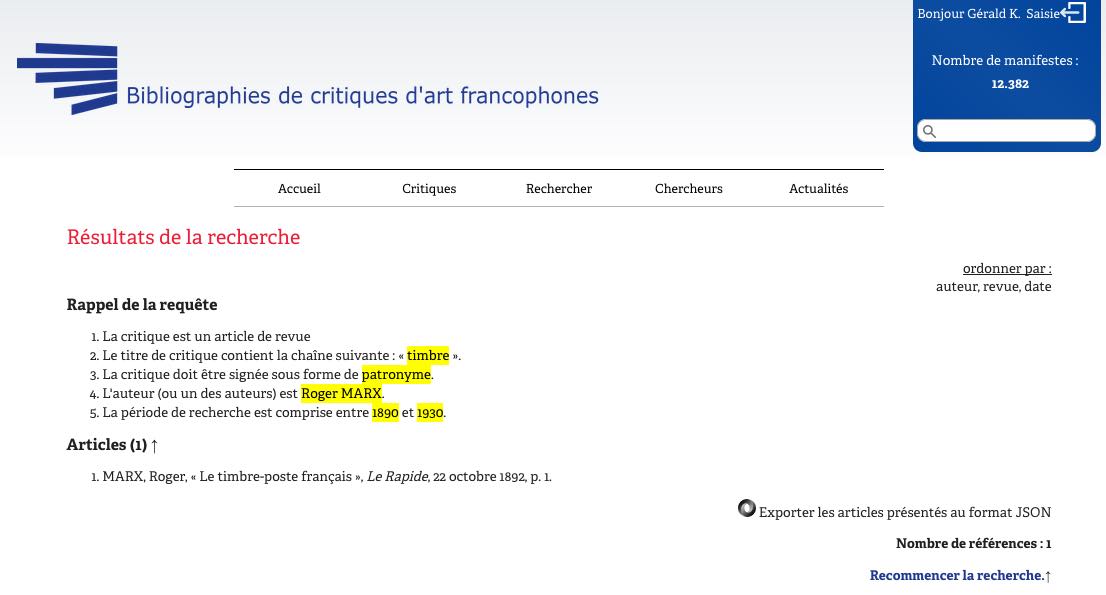 Bonjour Gérald K. Saisie
Nombre de manifestes :
12.382
Bibliographies de critiques d'art francophones
Accueil Critiques Rechercher Chercheurs Actualités
Résultats de la recherche
ordonner par :
auteur, revue, date
Rappel de la requête
1. La critique est un article de revue
2. Le titre de critique contient la chaîne suivante : « timbre ».
3. La critique doit être signée sous forme de patronyme.
4. L'auteur (ou un des auteurs) est Roger MARX.
5. La période de recherche est comprise entre 1890 et 1930.
Articles (1) ↑
1. MARX, Roger, « Le timbre-poste français », Le Rapide, 22 octobre 1892, p. 1.
Exporter les articles présentés au format JSON
Nombre de références : 1
Recommencer la recherche.↑